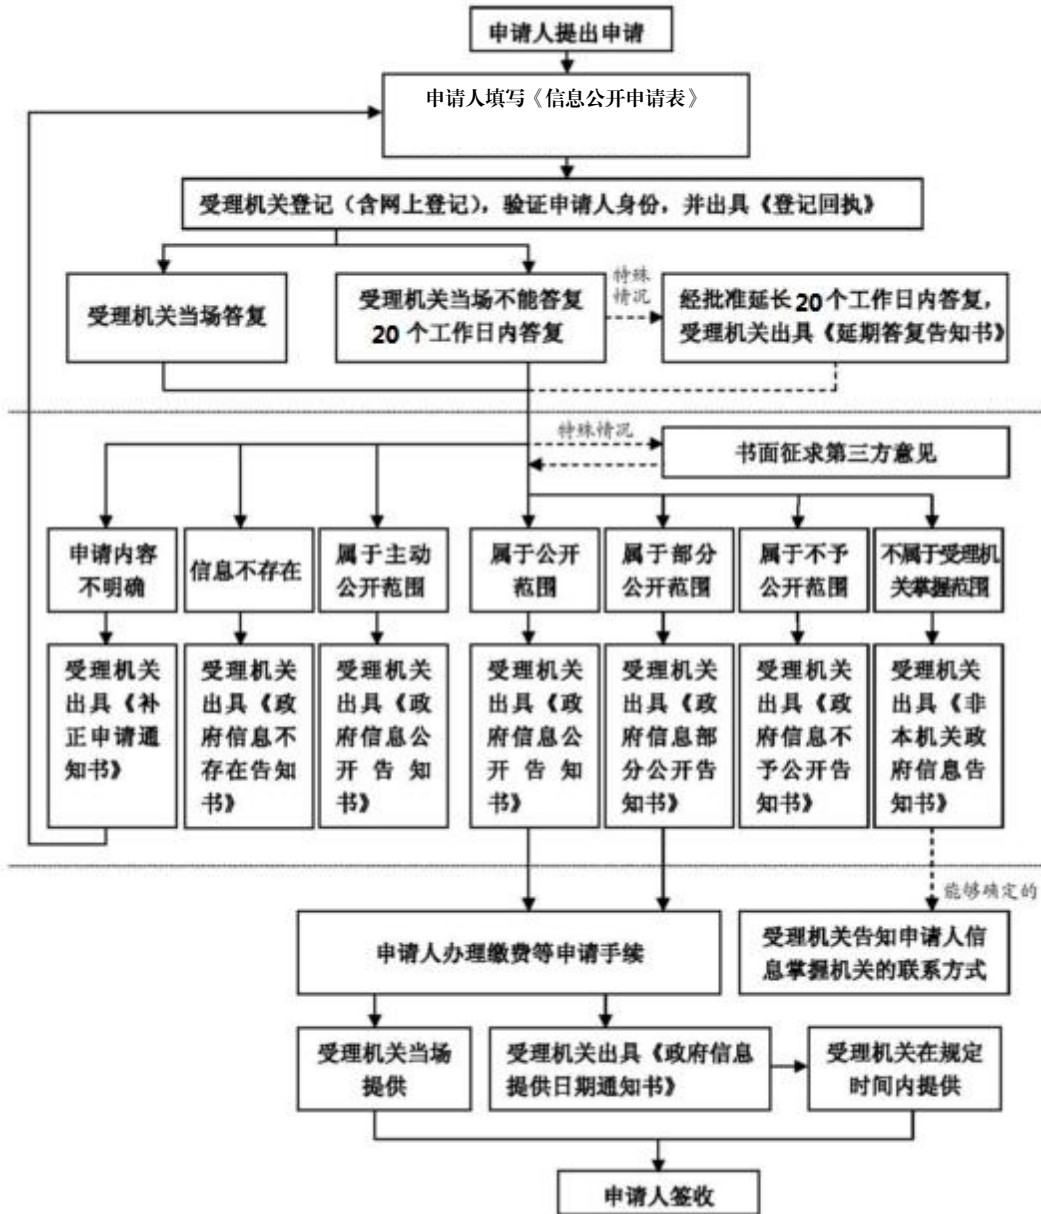 申请人提出申请
申请人填写《信息公开申请表》
受理机关登记（含网上登记），验证申请人身份，并出具《登记回执》
受理机关当场答复
受理机关当场不能答复
20个工作日内答复
特殊
情况
经批准延长20个工作日内答复，
受理机关出具《延期答复告知书》
特殊情况
书面征求第三方意见
申请内容
不明确
信息不存在
属于主动
公开范围
属于公开
范围
属于部分
公开范围
属于不予
公开范围
不属于受理机
关掌握范围
受理机关
出具《补
正申请通
知书》
受理机关
出具《政
府信息不
存在告知
书》
受理机关
出具《政
府信息公
开告知
书》
受理机关
出具《政
府信息公
开告知
书》
受理机关
出具《政
府信息部
分公开告
知书》
受理机关
出具《政
府信息不
予公开告
知书》
受理机关
出具《非
本机关政
府信息告
知书》
能够确定的
申请人办理缴费等申请手续
受理机关告知申请人信
息掌握机关的联系方式
受理机关当场
提供
受理机关出具《政府信息
提供日期通知书》
受理机关在规定
时间内提供
申请人签收